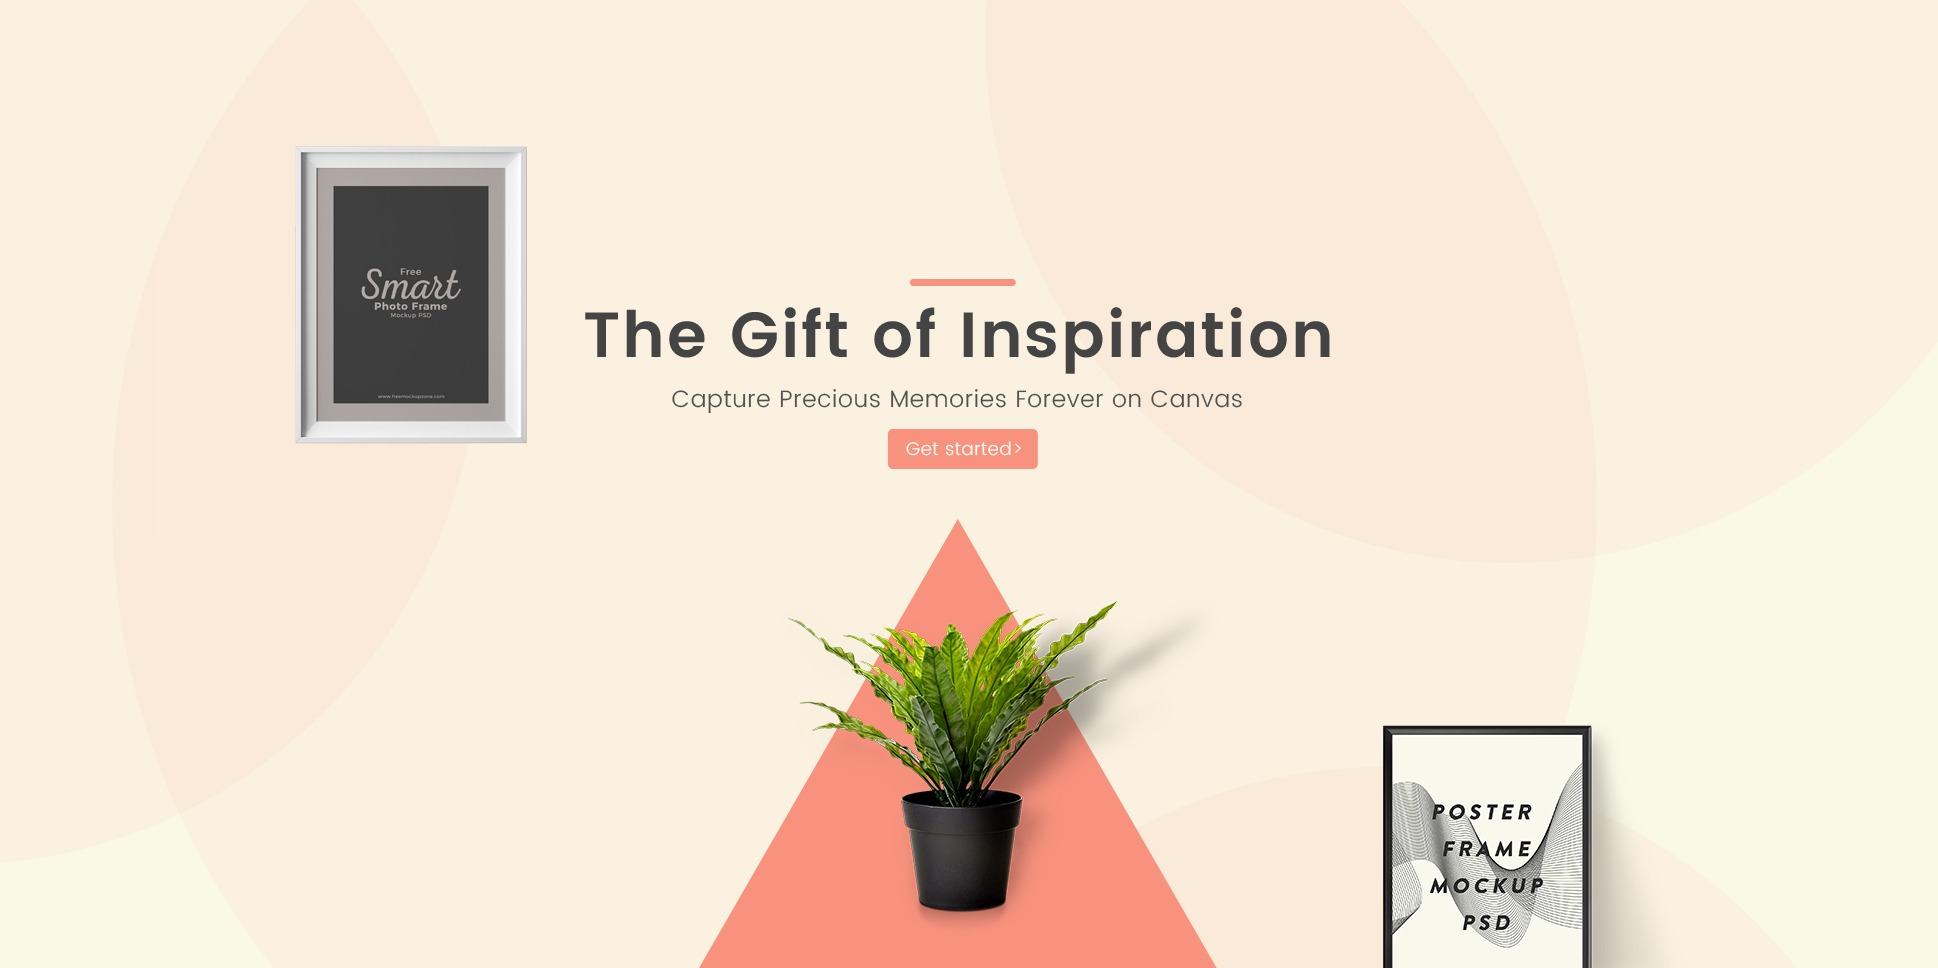 Free
Smart
Photo Frame
Mockup PSD
www.freemockupzone.com
The Gift of Inspiration
Capture Precious Memories Forever on Canvas
Get started>
POSTER
FRAME
MOCKUP
PSD